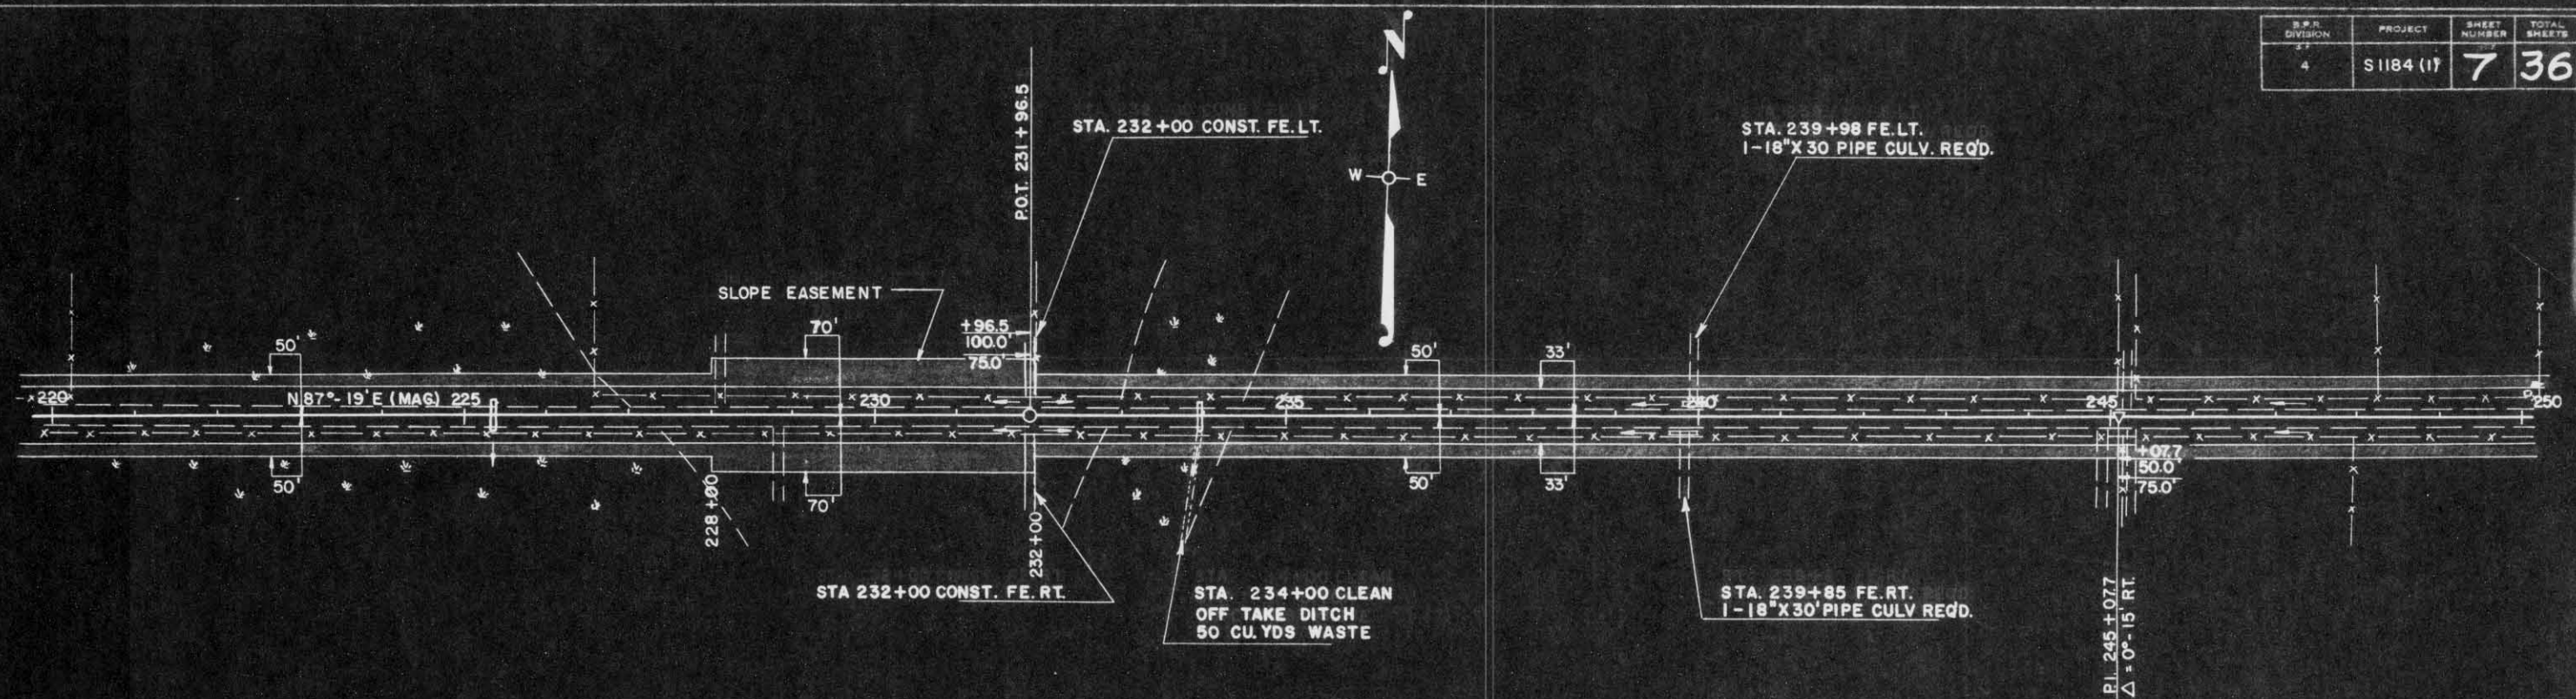 B.P.R. DIVISION
PROJECT
SHEET NUMBER
TOTAL SHEETS
4
S 1184 (1)
7
36
N
W
E
P.O.T. 231 + 96.5
STA. 232+00 CONST. FE. LT.
STA. 239+98 FE. LT.
1-18"X 30 PIPE CULV. REQ'D.
SLOPE EASEMENT
50'
70'
+96.5
100.0'
75.0'
50'
33'
220
N 87°-19' E (MAG.) 225
230
235
240
245
250
50'
228+00
70'
232+00
50'
33'
+07.7
50.0'
75.0'
STA 232+00 CONST. FE. RT.
STA. 234+00 CLEAN
OFF TAKE DITCH
50 CU. YDS WASTE
STA. 239+85 FE. RT.
1-18"X30' PIPE CULV REQ'D.
P.I. 245+07.7
Δ = 0°-15' RT.